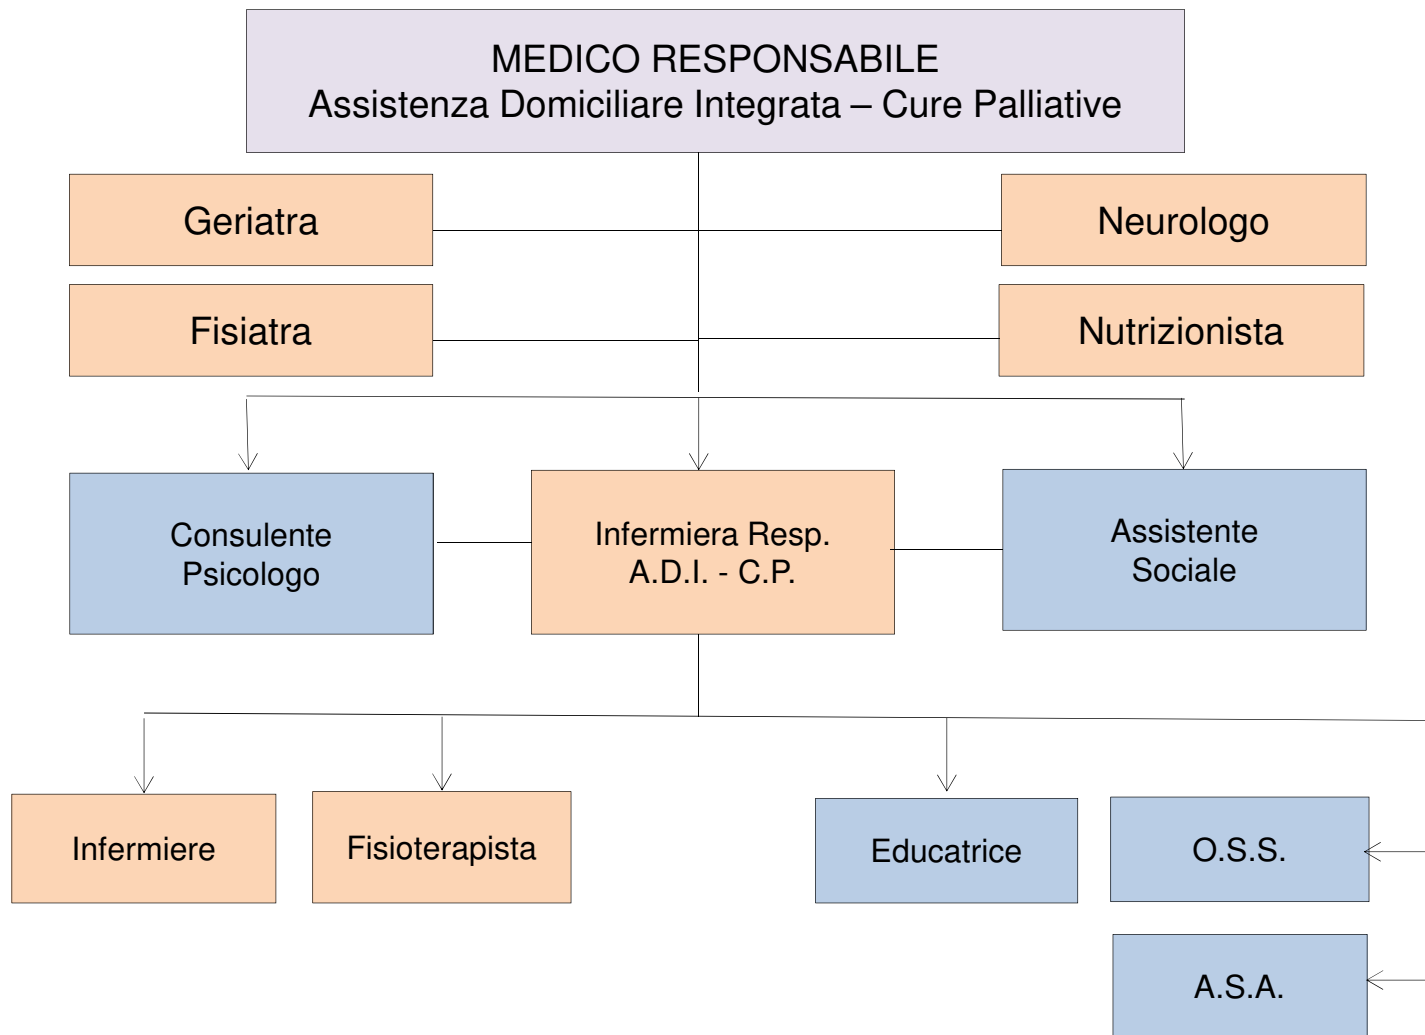 MEDICO RESPONSABILE
Assistenza Domiciliare Integrata – Cure Palliative
Geriatra
Neurologo
Fisiatra
Nutrizionista
Consulente
Psicologo
Infermiera Resp.
A.D.I. - C.P.
Assistente
Sociale
Infermiere
Fisioterapista
Educatrice
O.S.S.
A.S.A.